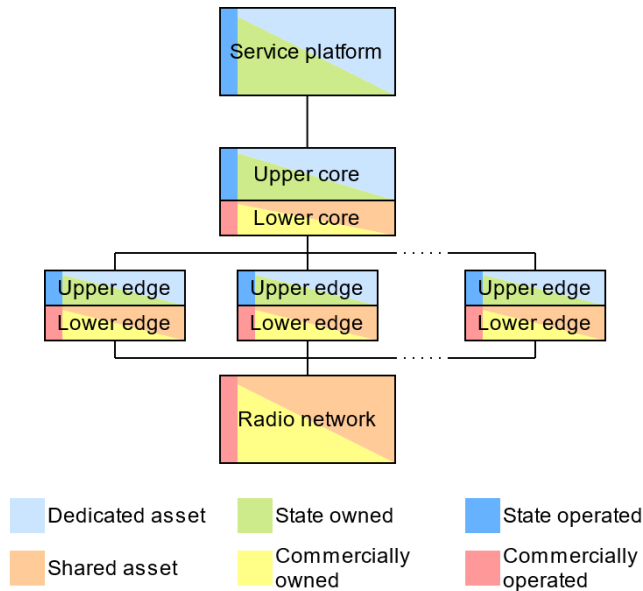 Service platform
Upper core
Lower core
Upper edge
Lower edge
Upper edge
Lower edge
Upper edge
Lower edge
Radio network
Dedicated asset
State owned
State operated
Shared asset
Commercially
owned
Commercially
operated